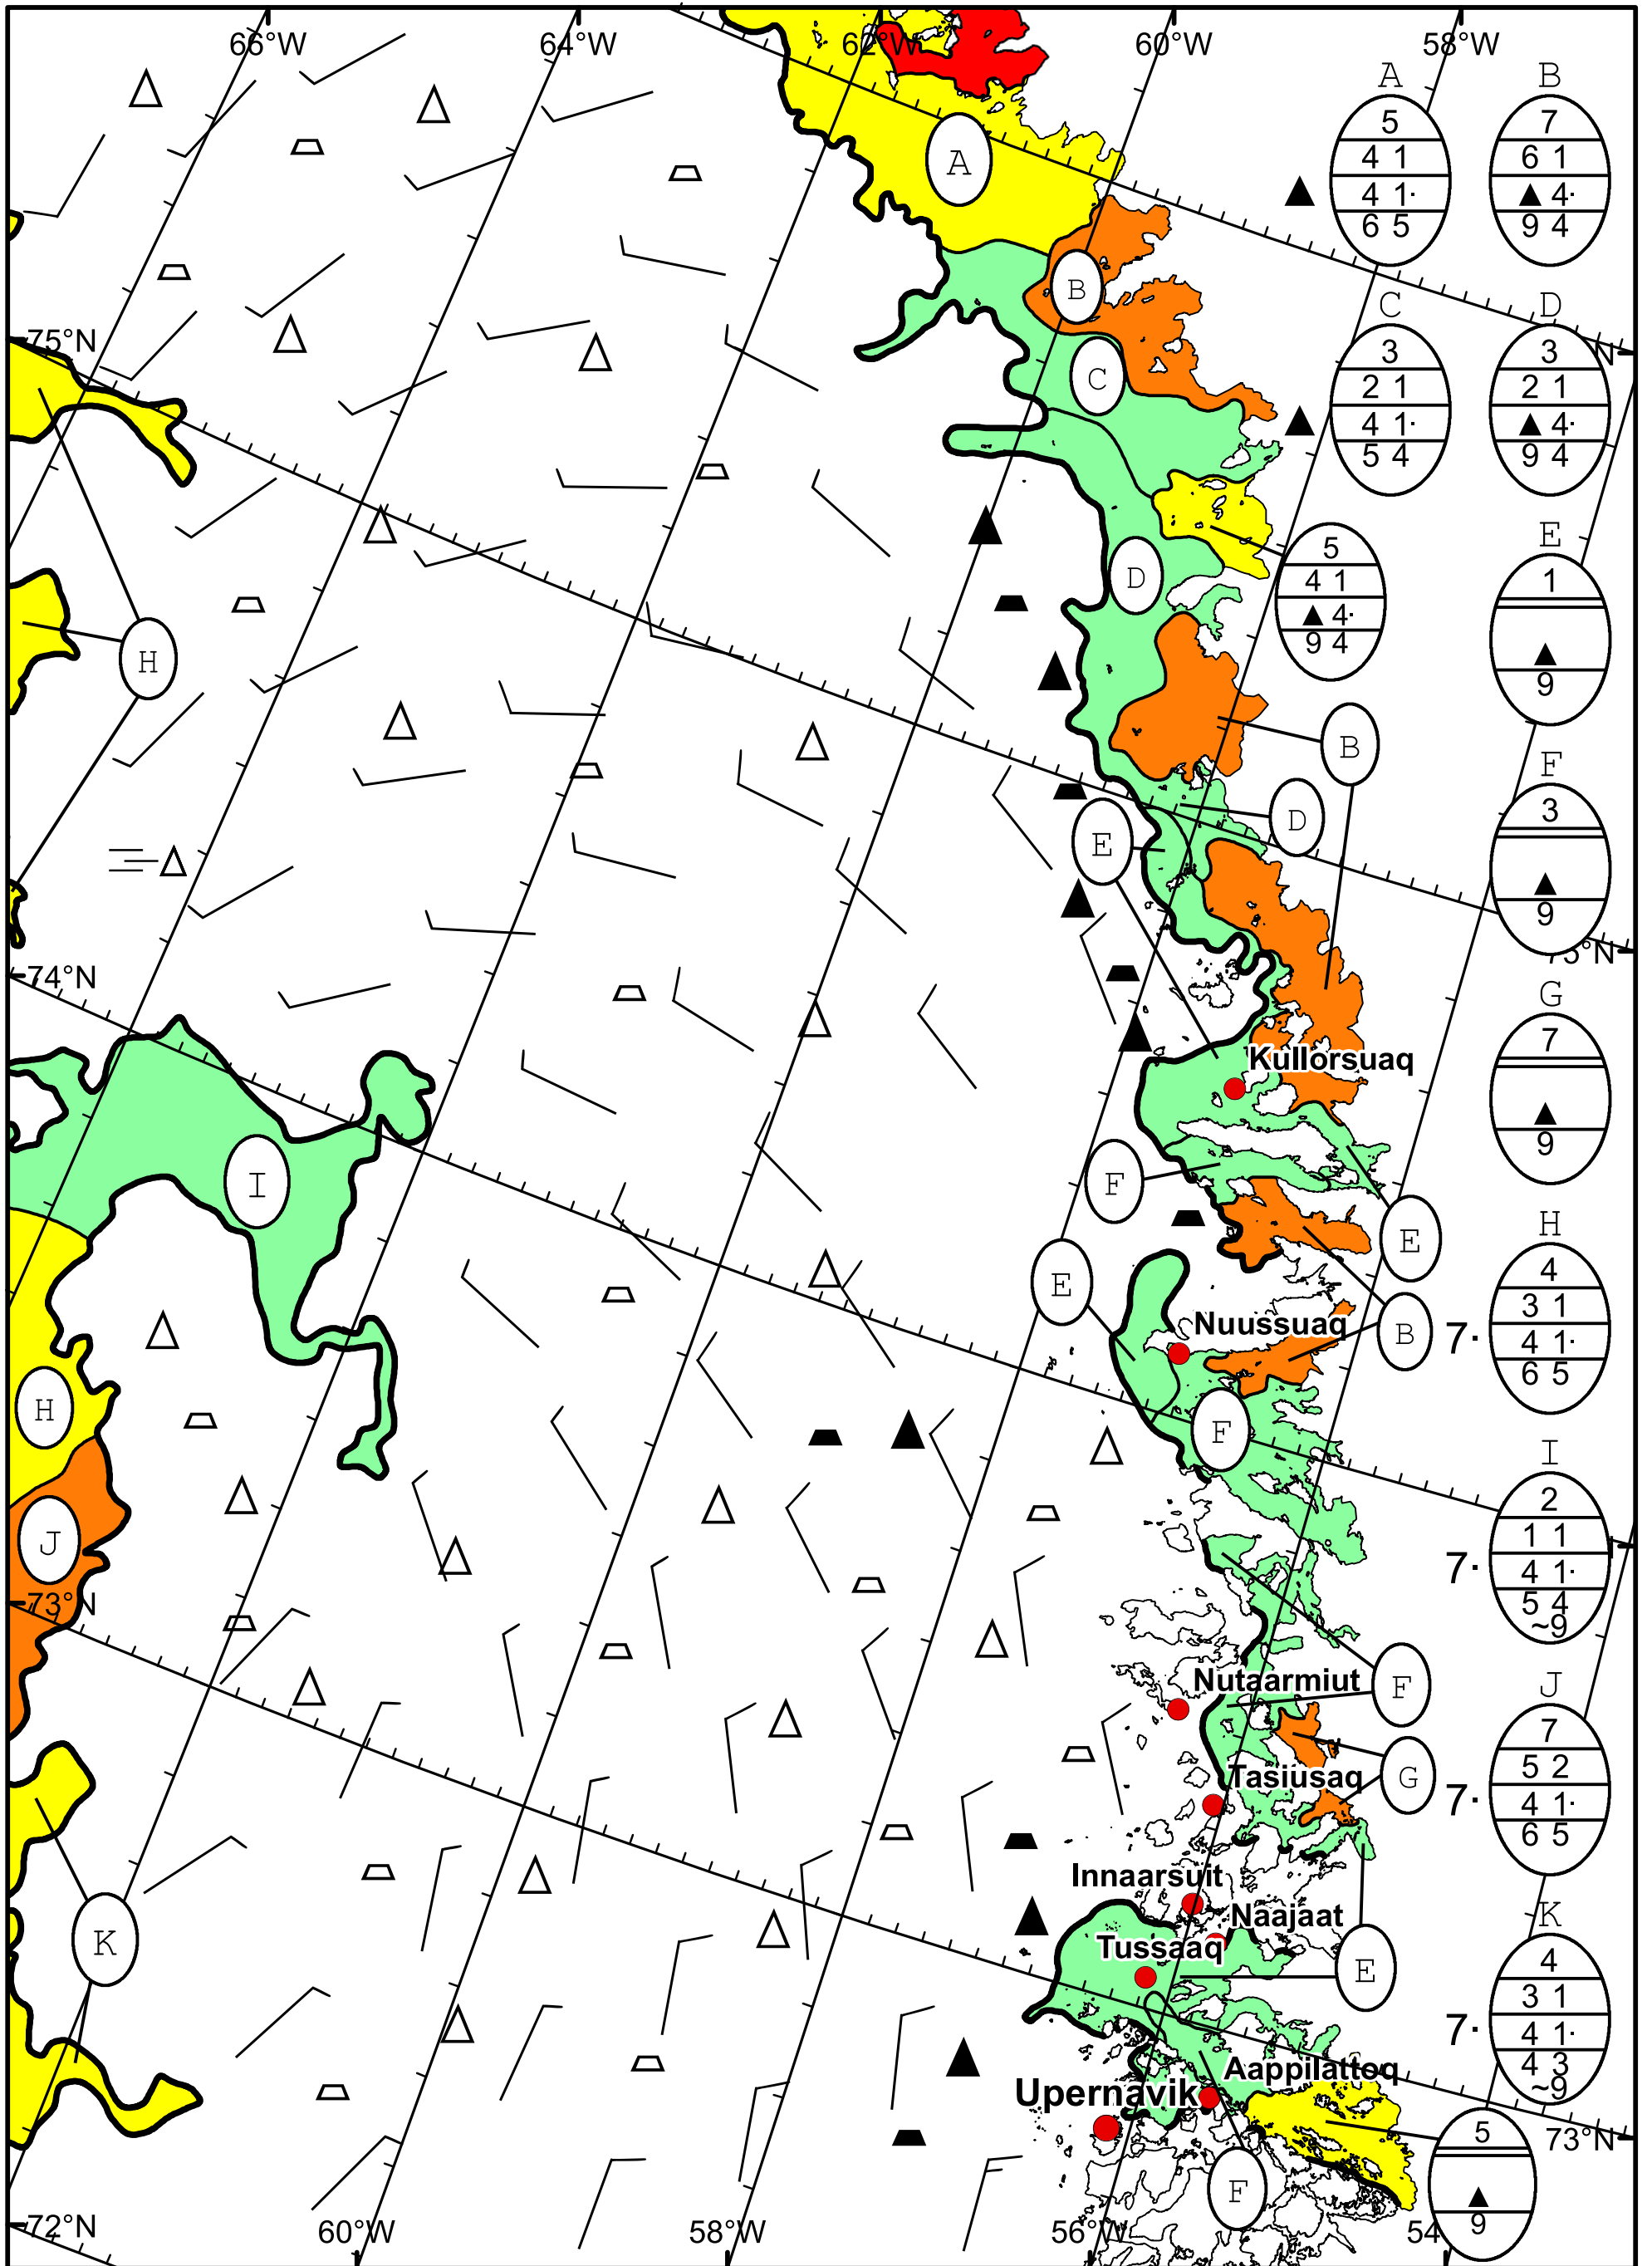 66°W
64°W
62°W
60°W
58°W
A
5
4 1
4 1·
6 5
B
7
6 1
▲ 4·
9 4
A
B
C
3
2 1
4 1·
5 4
D
3
2 1
▲ 4·
9 4
N
75°N
C
D
5
4 1
▲ 4·
9 4
E
1
▲
9
H
B
D
E
F
3
▲
9
74°N
75°N
G
7
▲
9
Kullorsuaq
I
F
E
E
H
7·
4
3 1
4 1·
6 5
Nuussuaq
B
H
F
J
I
7·
2
1 1
4 1·
5 4
~9
73°N
Nutaarmiut
F
G
Tasiusaq
J
7·
7
5 2
4 1·
6 5
Innaarsuit
Naajaat
Tussaaq
E
K
K
7·
4
3 1
4 1·
4 3
~9
Aappilattoq
Upernavik
5
▲
9
73°N
F
72°N
60°W
58°W
56°W
54